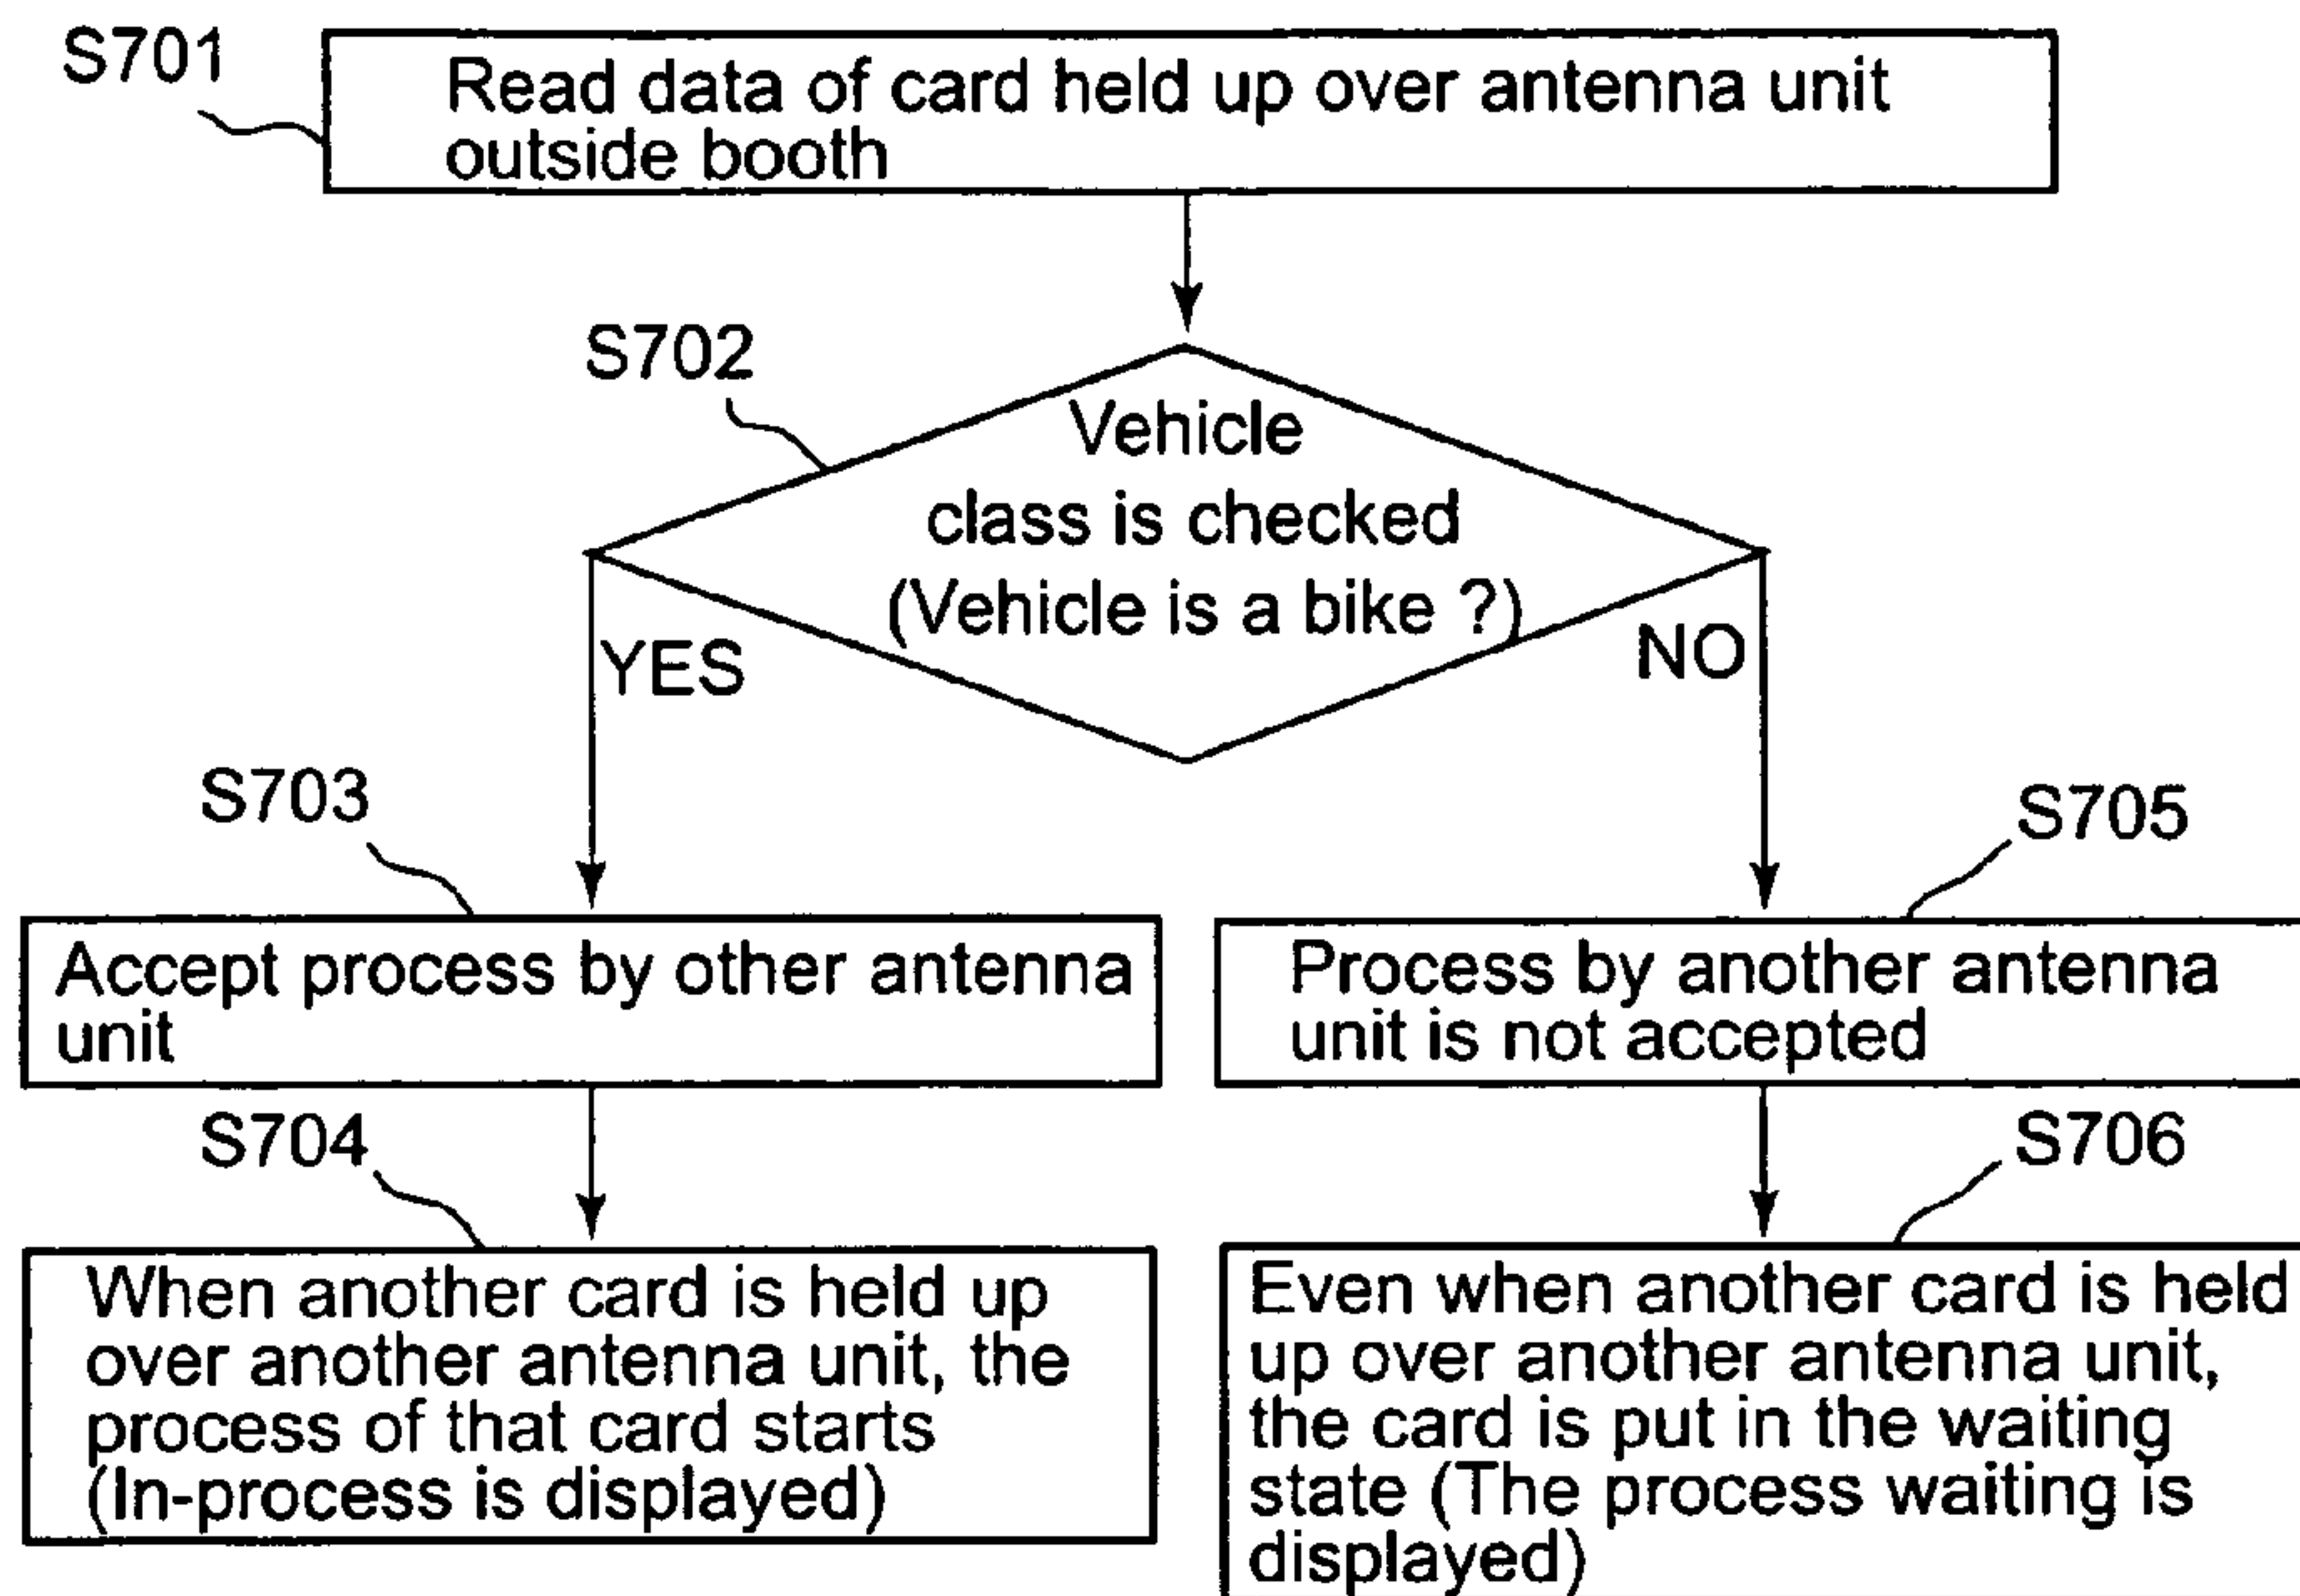 S701
Read data of card held up over antenna unit
outside booth
S702
Vehicle
class is checked
(Vehicle is a bike ?)
YES
NO
S703
Accept process by other antenna
unit
S705
Process by another antenna
unit is not accepted
S704
When another card is held up
over another antenna unit, the
process of that card starts
(In-process is displayed)
S706
Even when another card is held
up over another antenna unit,
the card is put in the waiting
state (The process waiting is
displayed)